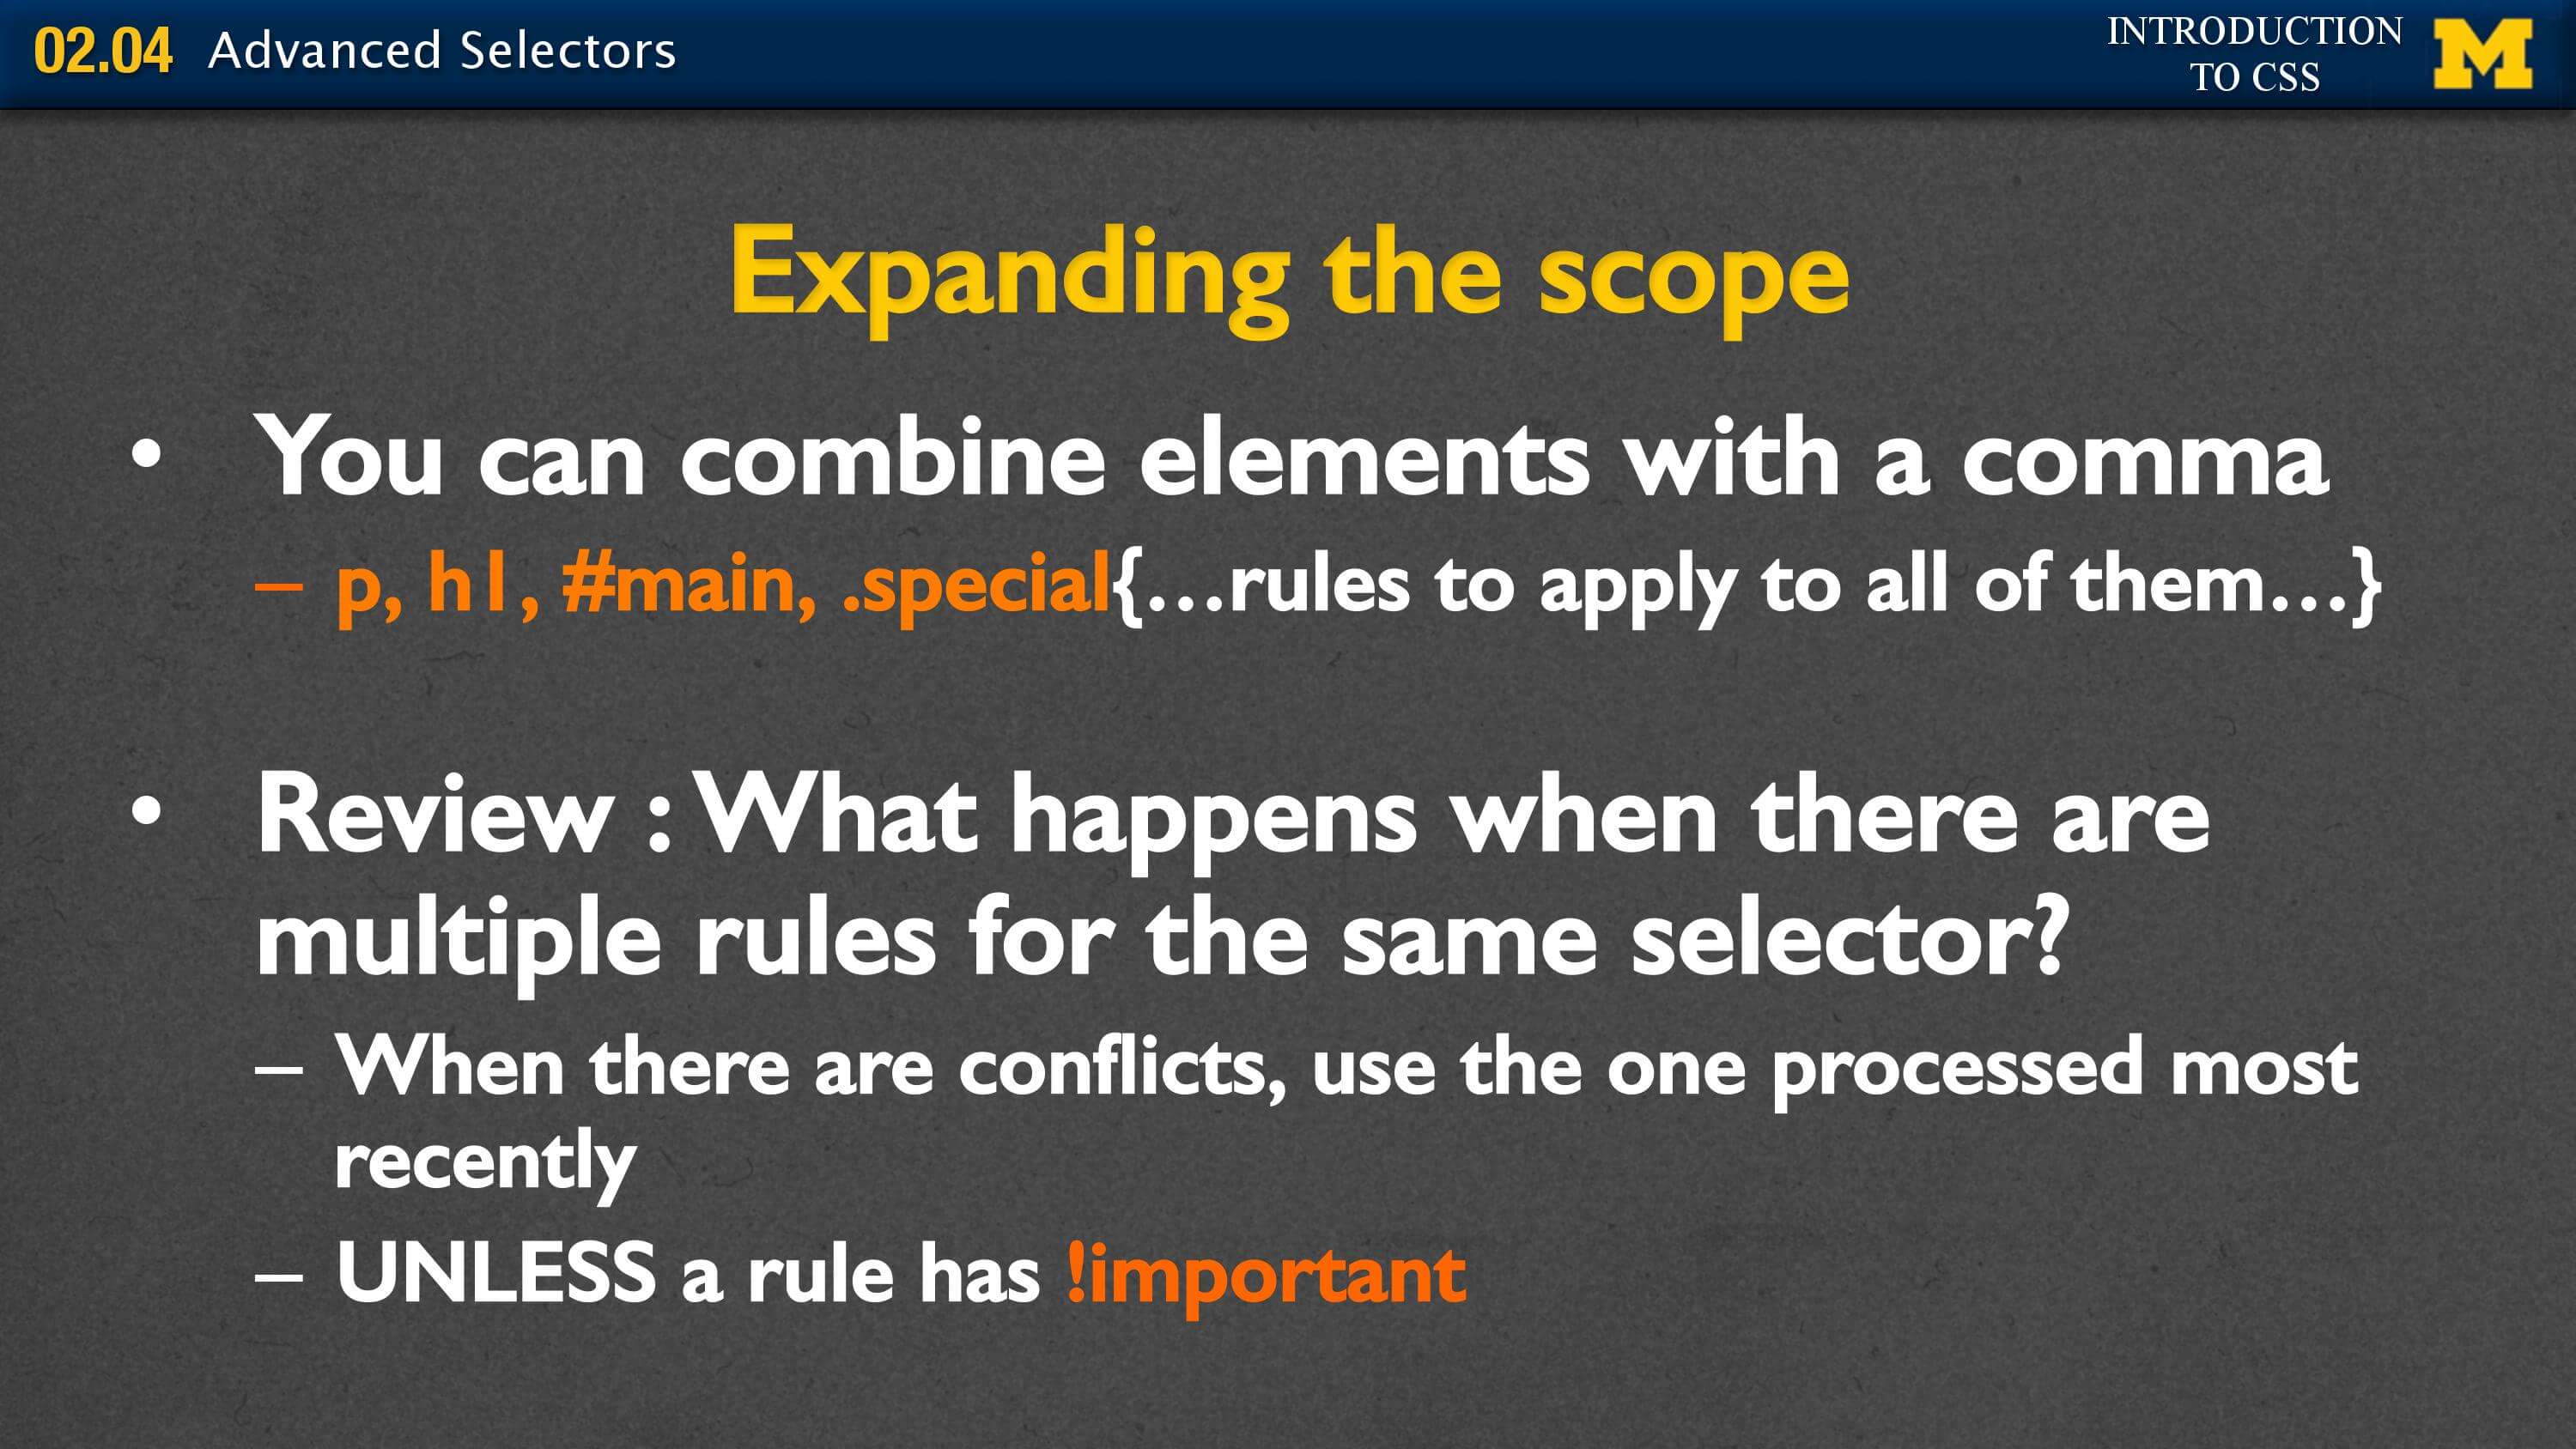 02.04 Advanced Selectors
INTRODUCTION
TO CSS
M
Expanding the scope
• You can combine elements with a comma
– p, h1, #main, .special{…rules to apply to all of them…}
• Review : What happens when there are
multiple rules for the same selector?
– When there are conflicts, use the one processed most
recently
– UNLESS a rule has !important